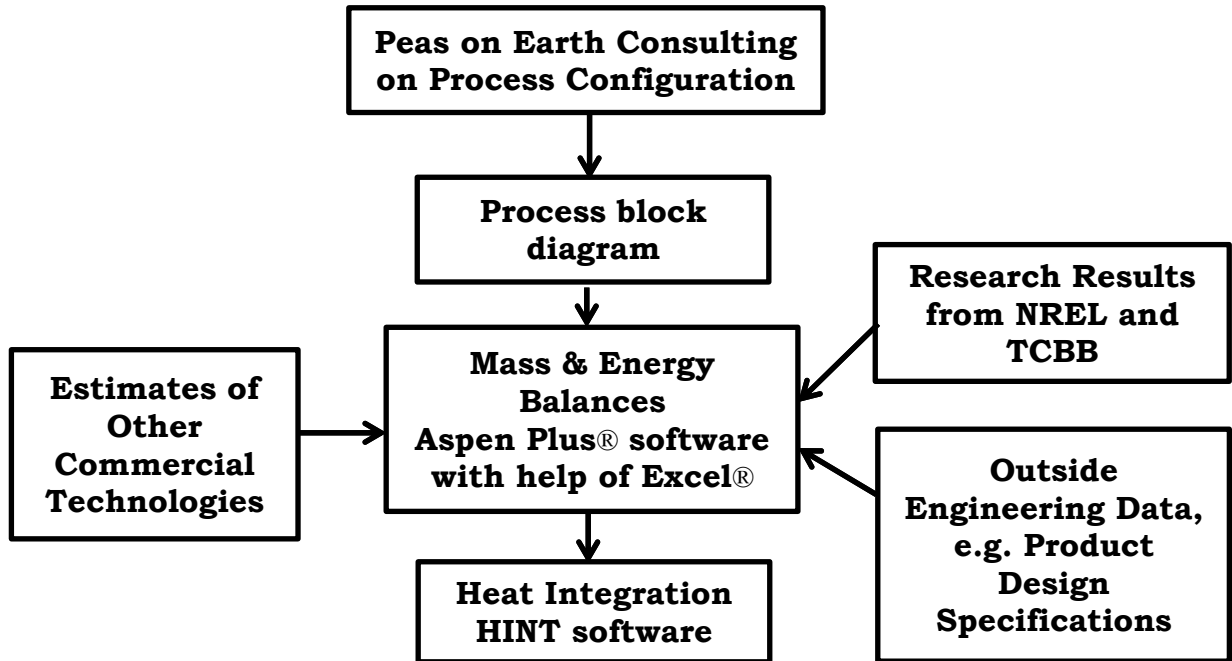 Peas on Earth Consulting
on Process Configuration
Process block
diagram
Research Results
from NREL and
TCBB
Mass & Energy
Balances
Aspen Plus® software
with help of Excel®
Estimates of
Other
Commercial
Technologies
Outside
Engineering Data,
e.g. Product
Design
Specifications
Heat Integration
HINT software